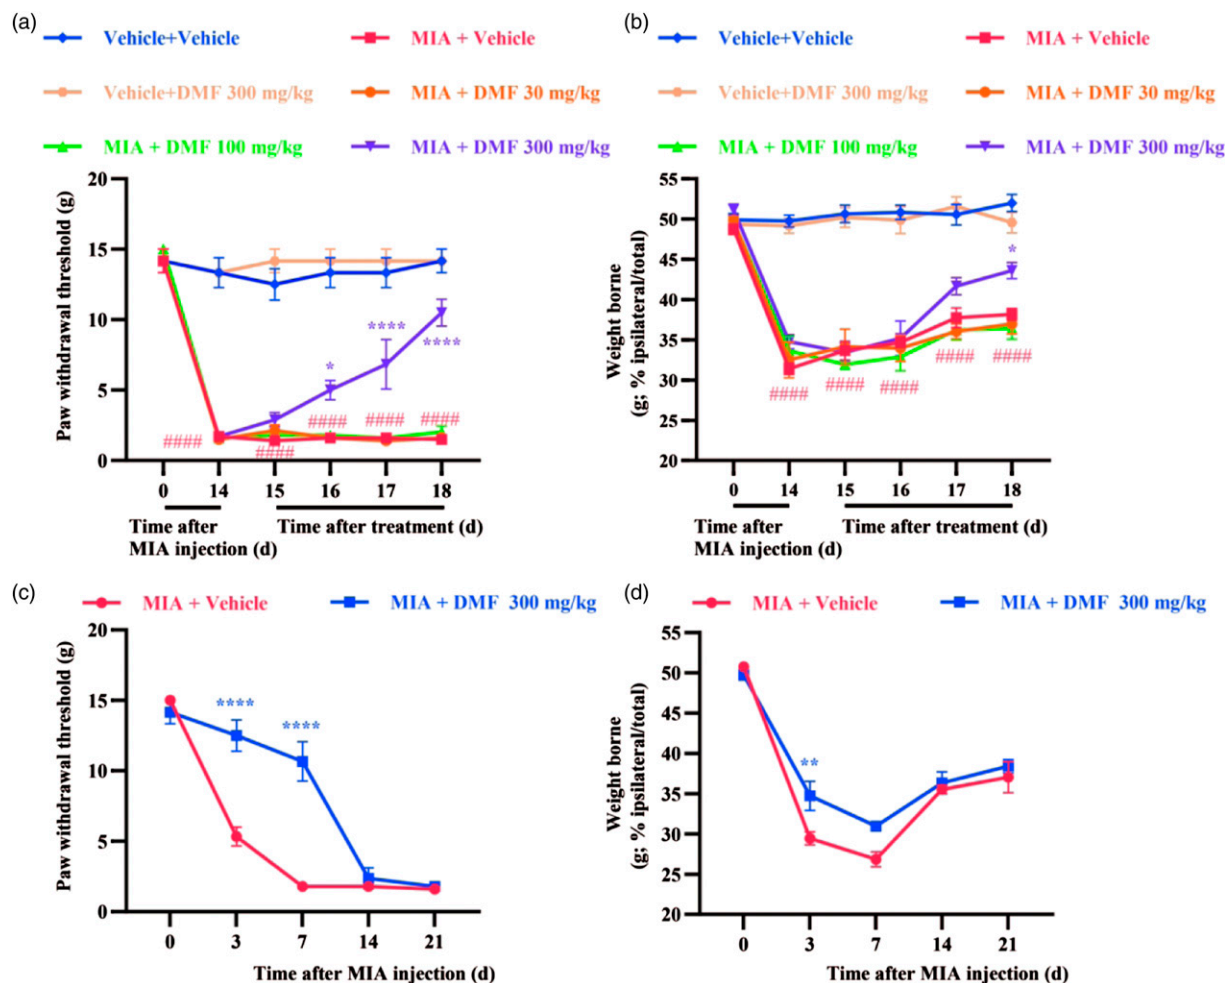 (a)
Vehicle+Vehicle
MIA + Vehicle
Vehicle+DMF 300 mg/kg
MIA + DMF 30 mg/kg
MIA + DMF 100 mg/kg
MIA + DMF 300 mg/kg
Paw withdrawal threshold (g)
20
15
10
5
0
*
****
****
####
####
####
####
####
0 14 15 16 17 18
Time after
MIA injection (d)
Time after treatment (d)
(b)
Vehicle+Vehicle
MIA + Vehicle
Vehicle+DMF 300 mg/kg
MIA + DMF 30 mg/kg
MIA + DMF 100 mg/kg
MIA + DMF 300 mg/kg
Weight borne
(g; % ipsilateral/total)
55
50
45
40
35
30
25
20
*
####
####
####
####
####
0 14 15 16 17 18
Time after
MIA injection (d)
Time after treatment (d)
(c)
MIA + Vehicle
MIA + DMF 300 mg/kg
Paw withdrawal threshold (g)
20
15
10
5
0
****
****
0 3 7 14 21
Time after MIA injection (d)
(d)
MIA + Vehicle
MIA + DMF 300 mg/kg
Weight borne
(g; % ipsilateral/total)
55
50
45
40
35
30
25
20
**
0 3 7 14 21
Time after MIA injection (d)